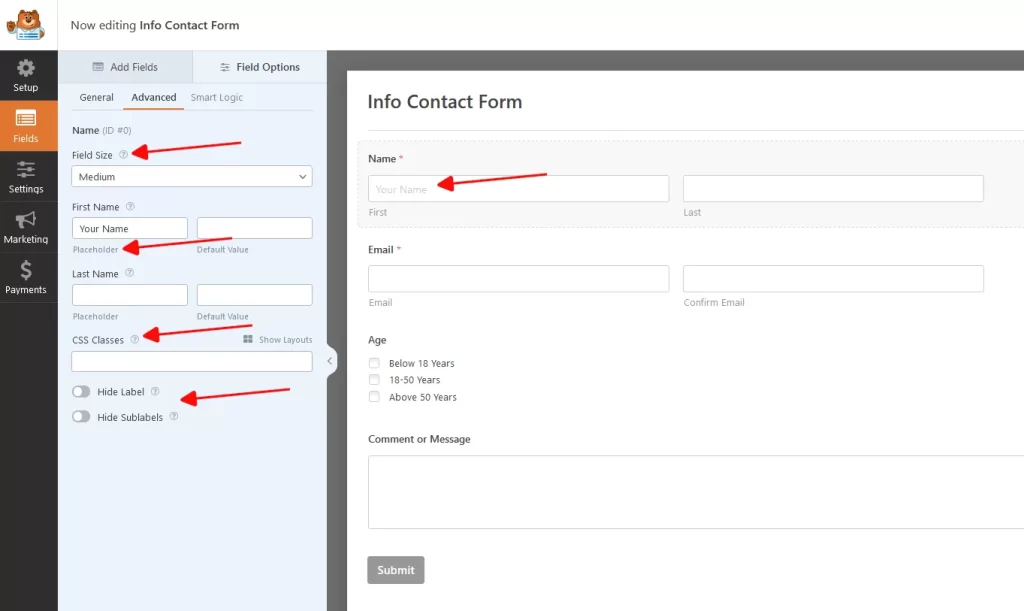 Now editing Info Contact Form
Setup
Fields
Settings
Marketing
Payments
Add Fields
Field Options
General
Advanced
Smart Logic
Name (ID #0)
Field Size
Medium
First Name
Your Name
Placeholder
Default Value
Last Name
Placeholder
Default Value
CSS Classes
Show Layouts
Hide Label
Hide Sublabels
Info Contact Form
Name *
Your Name
First
Last
Email *
Email
Confirm Email
Age
Below 18 Years
18-50 Years
Above 50 Years
Comment or Message
Submit